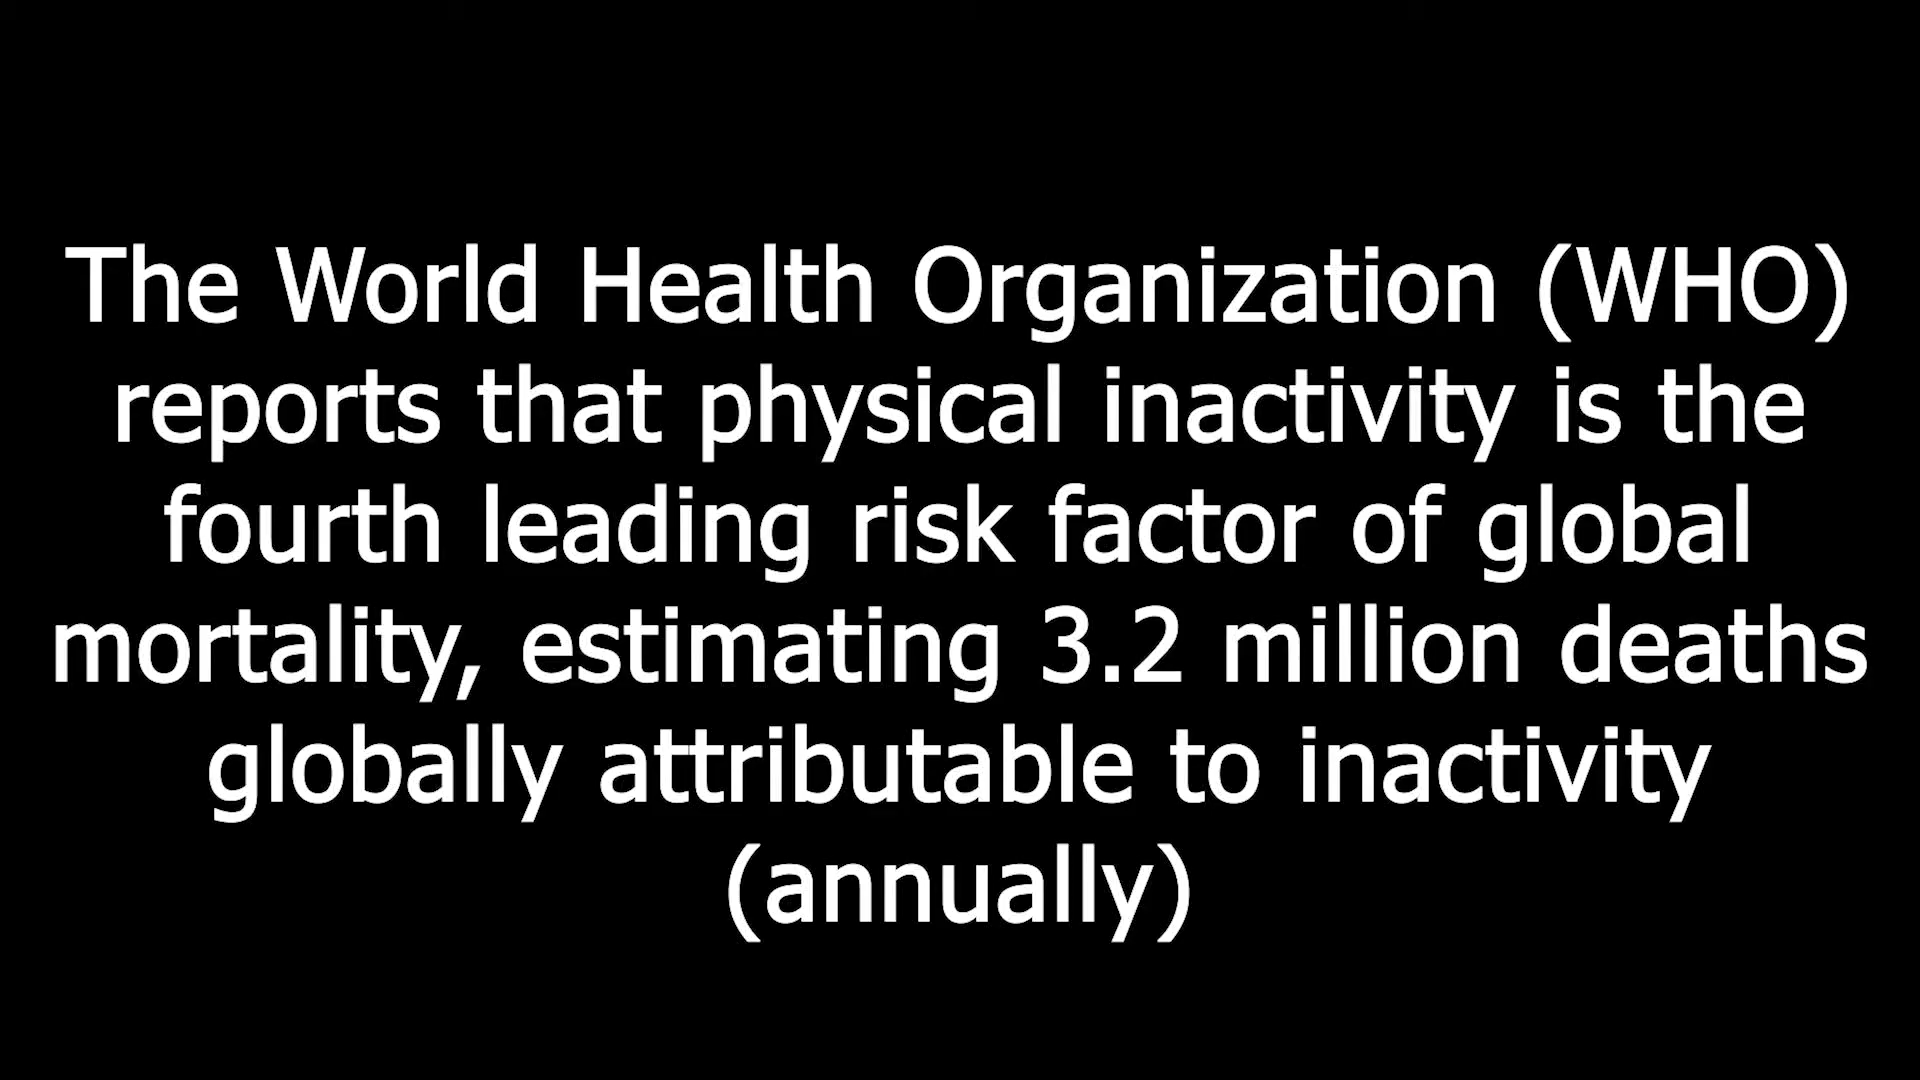 The World Health Organization (WHO)
reports that physical inactivity is the
fourth leading risk factor of global
mortality, estimating 3.2 million deaths
globally attributable to inactivity
(annually)